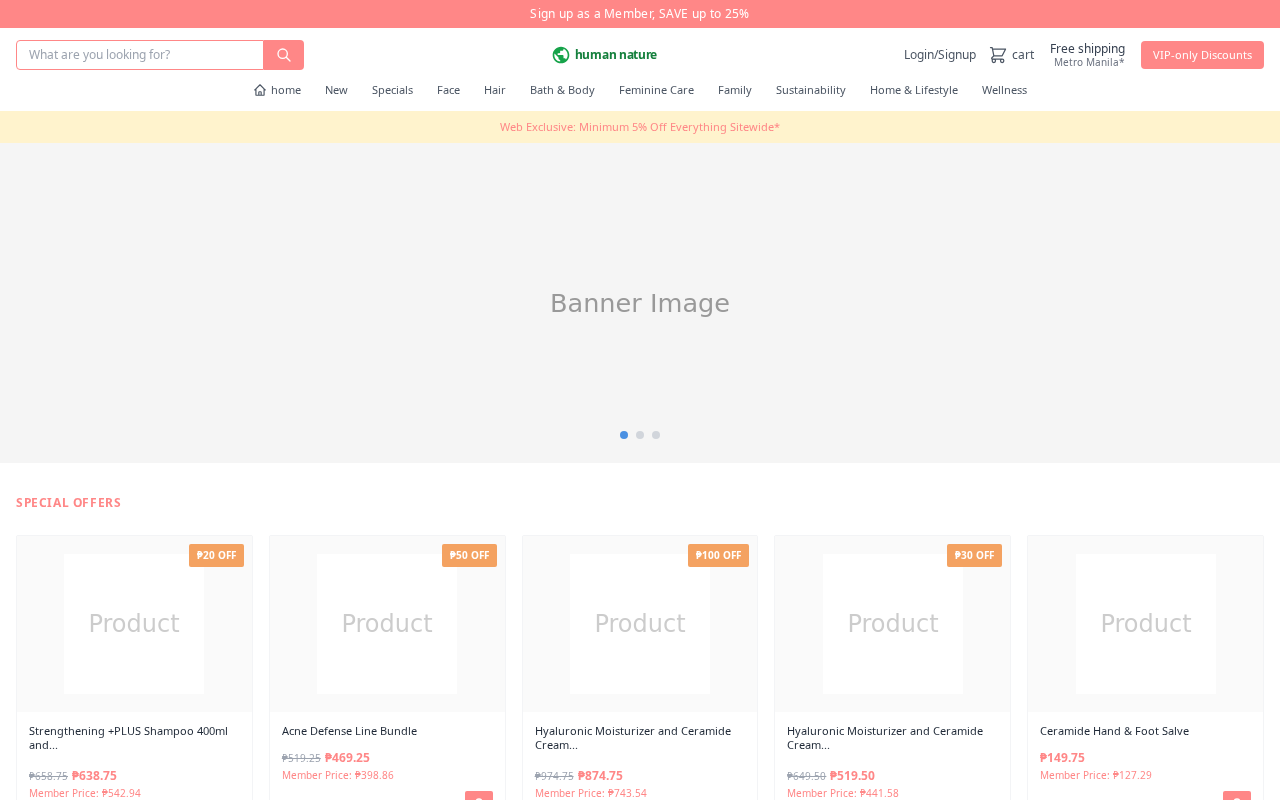 Sign up as a Member, SAVE up to 25%
What are you looking for?
human nature
Login/Signup
cart
Free shipping
Metro Manila*
VIP-only Discounts
home New Specials Face Hair Bath & Body Feminine Care Family Sustainability Home & Lifestyle Wellness
Web Exclusive: Minimum 5% Off Everything Sitewide*
Banner Image
SPECIAL OFFERS
₱20 OFF
Product
Strengthening +PLUS Shampoo 400ml
and...
₱658.75 ₱638.75
Member Price: ₱542.94
₱50 OFF
Product
Acne Defense Line Bundle
₱519.25 ₱469.25
Member Price: ₱398.86
₱100 OFF
Product
Hyaluronic Moisturizer and Ceramide
Cream...
₱974.75 ₱874.75
Member Price: ₱743.54
₱30 OFF
Product
Hyaluronic Moisturizer and Ceramide
Cream...
₱649.50 ₱519.50
Member Price: ₱441.58
Product
Ceramide Hand & Foot Salve
₱149.75
Member Price: ₱127.29